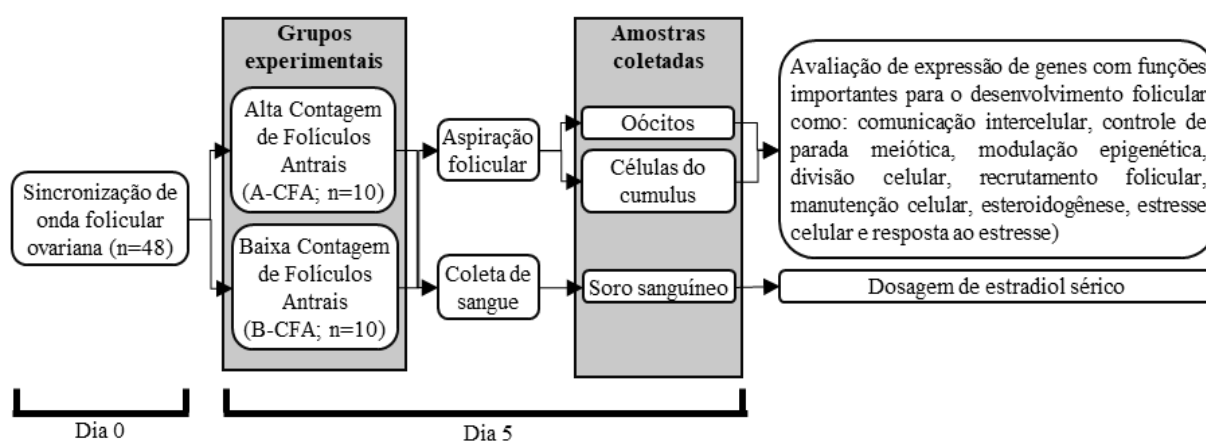 Sincronização de
onda folicular
ovariana (n=48)
Grupos
experimentais
Alta Contagem
de Folículos
Antrais
(A-CFA; n=10)
Baixa Contagem
de Folículos
Antrais
(B-CFA; n=10)
Aspiração
folicular
Coleta de
sangue
Amostras
coletadas
Oócitos
Células do
cumulus
Soro sanguíneo
Avaliação de expressão de genes com funções
importantes para o desenvolvimento folicular
como: comunicação intercelular, controle de
parada meiótica, modulação epigenética,
divisão celular, recrutamento folicular,
manutenção celular, esteroidogênese, estresse
celular e resposta ao estresse)
Dosagem de estradiol sérico
Dia 0
Dia 5